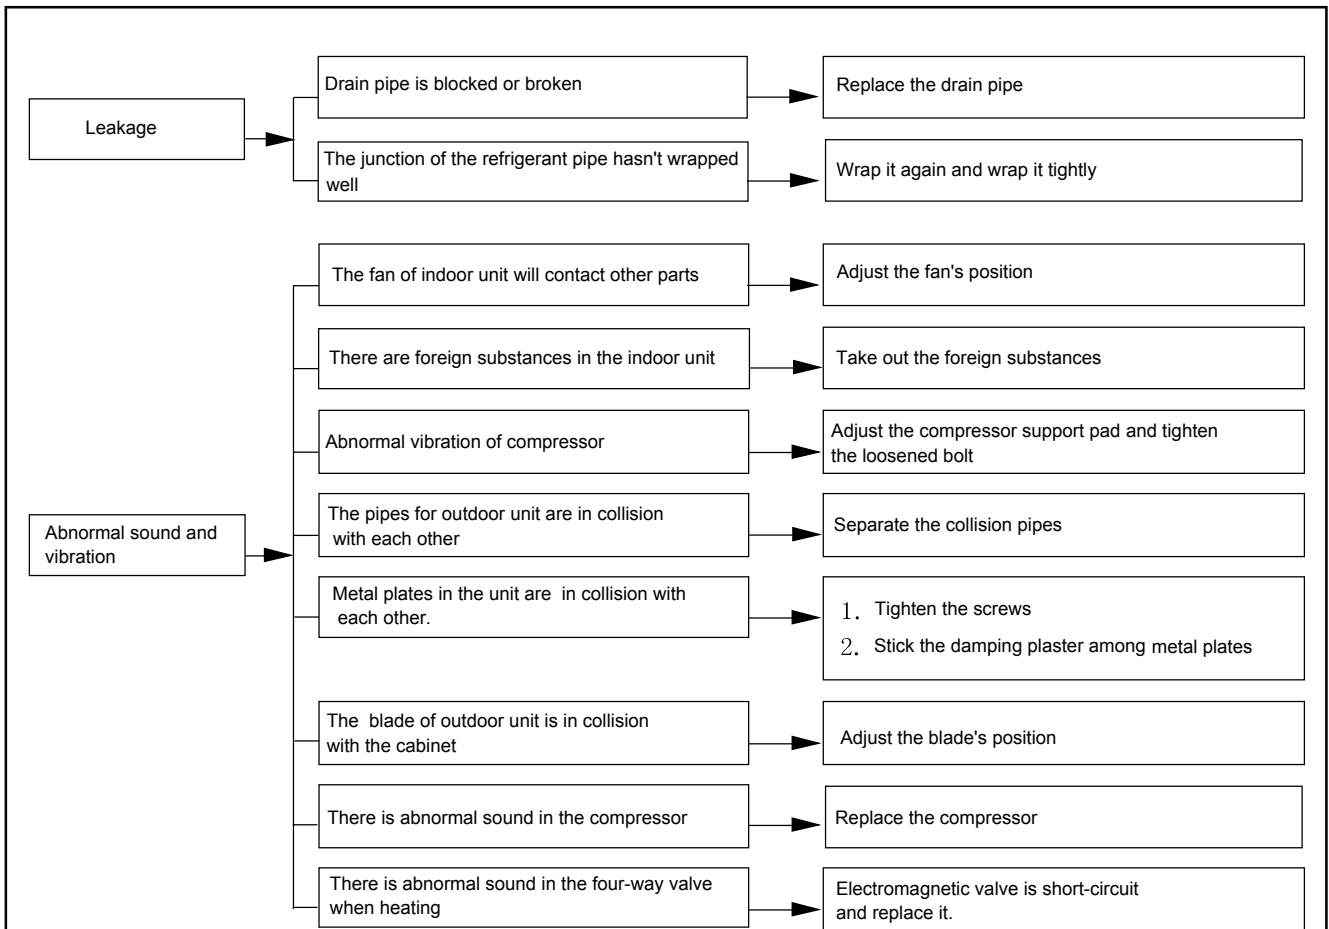 Leakage
Drain pipe is blocked or broken
Replace the drain pipe
The junction of the refrigerant pipe hasn't wrapped
well
Wrap it again and wrap it tightly
Abnormal sound and
vibration
The fan of indoor unit will contact other parts
Adjust the fan's position
There are foreign substances in the indoor unit
Take out the foreign substances
Abnormal vibration of compressor
Adjust the compressor support pad and tighten
the loosened bolt
The pipes for outdoor unit are in collision
with each other
Separate the collision pipes
Metal plates in the unit are in collision with
each other.
1. Tighten the screws
2. Stick the damping plaster among metal plates
The blade of outdoor unit is in collision
with the cabinet
Adjust the blade's position
There is abnormal sound in the compressor
Replace the compressor
There is abnormal sound in the four-way valve
when heating
Electromagnetic valve is short-circuit
and replace it.